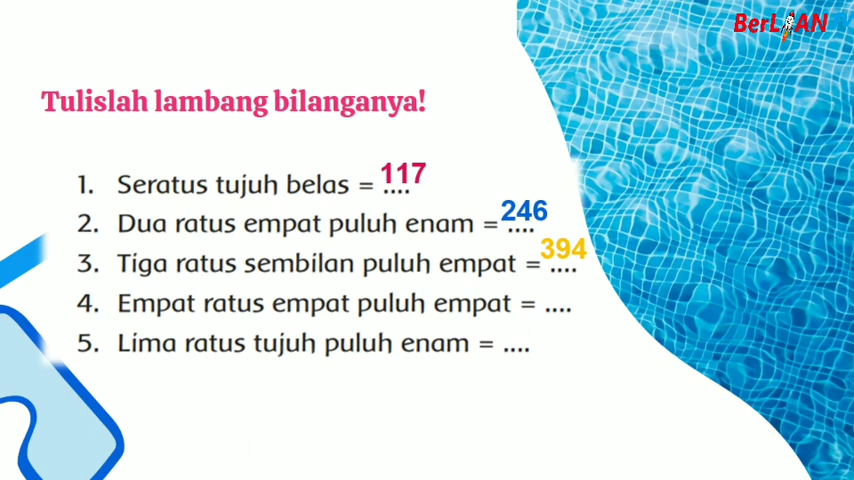 BerLIAN
Tulislah lambang bilanganya!
1. Seratus tujuh belas = .... 117
2. Dua ratus empat puluh enam = .... 246
3. Tiga ratus sembilan puluh empat = .... 394
4. Empat ratus empat puluh empat = ....
5. Lima ratus tujuh puluh enam = ....